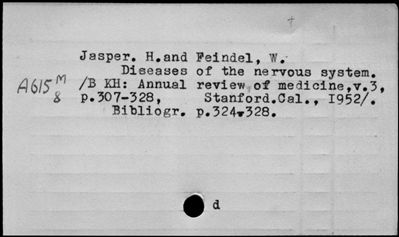 Jasper. H.and Feindel, W.
Diseases of the nervous system.
A615 M
8
/B KH: Annual review of medicine,v.3,
p.307-328, Stanford.Cal., I952/.
Bibliogr. p.324-328.
d